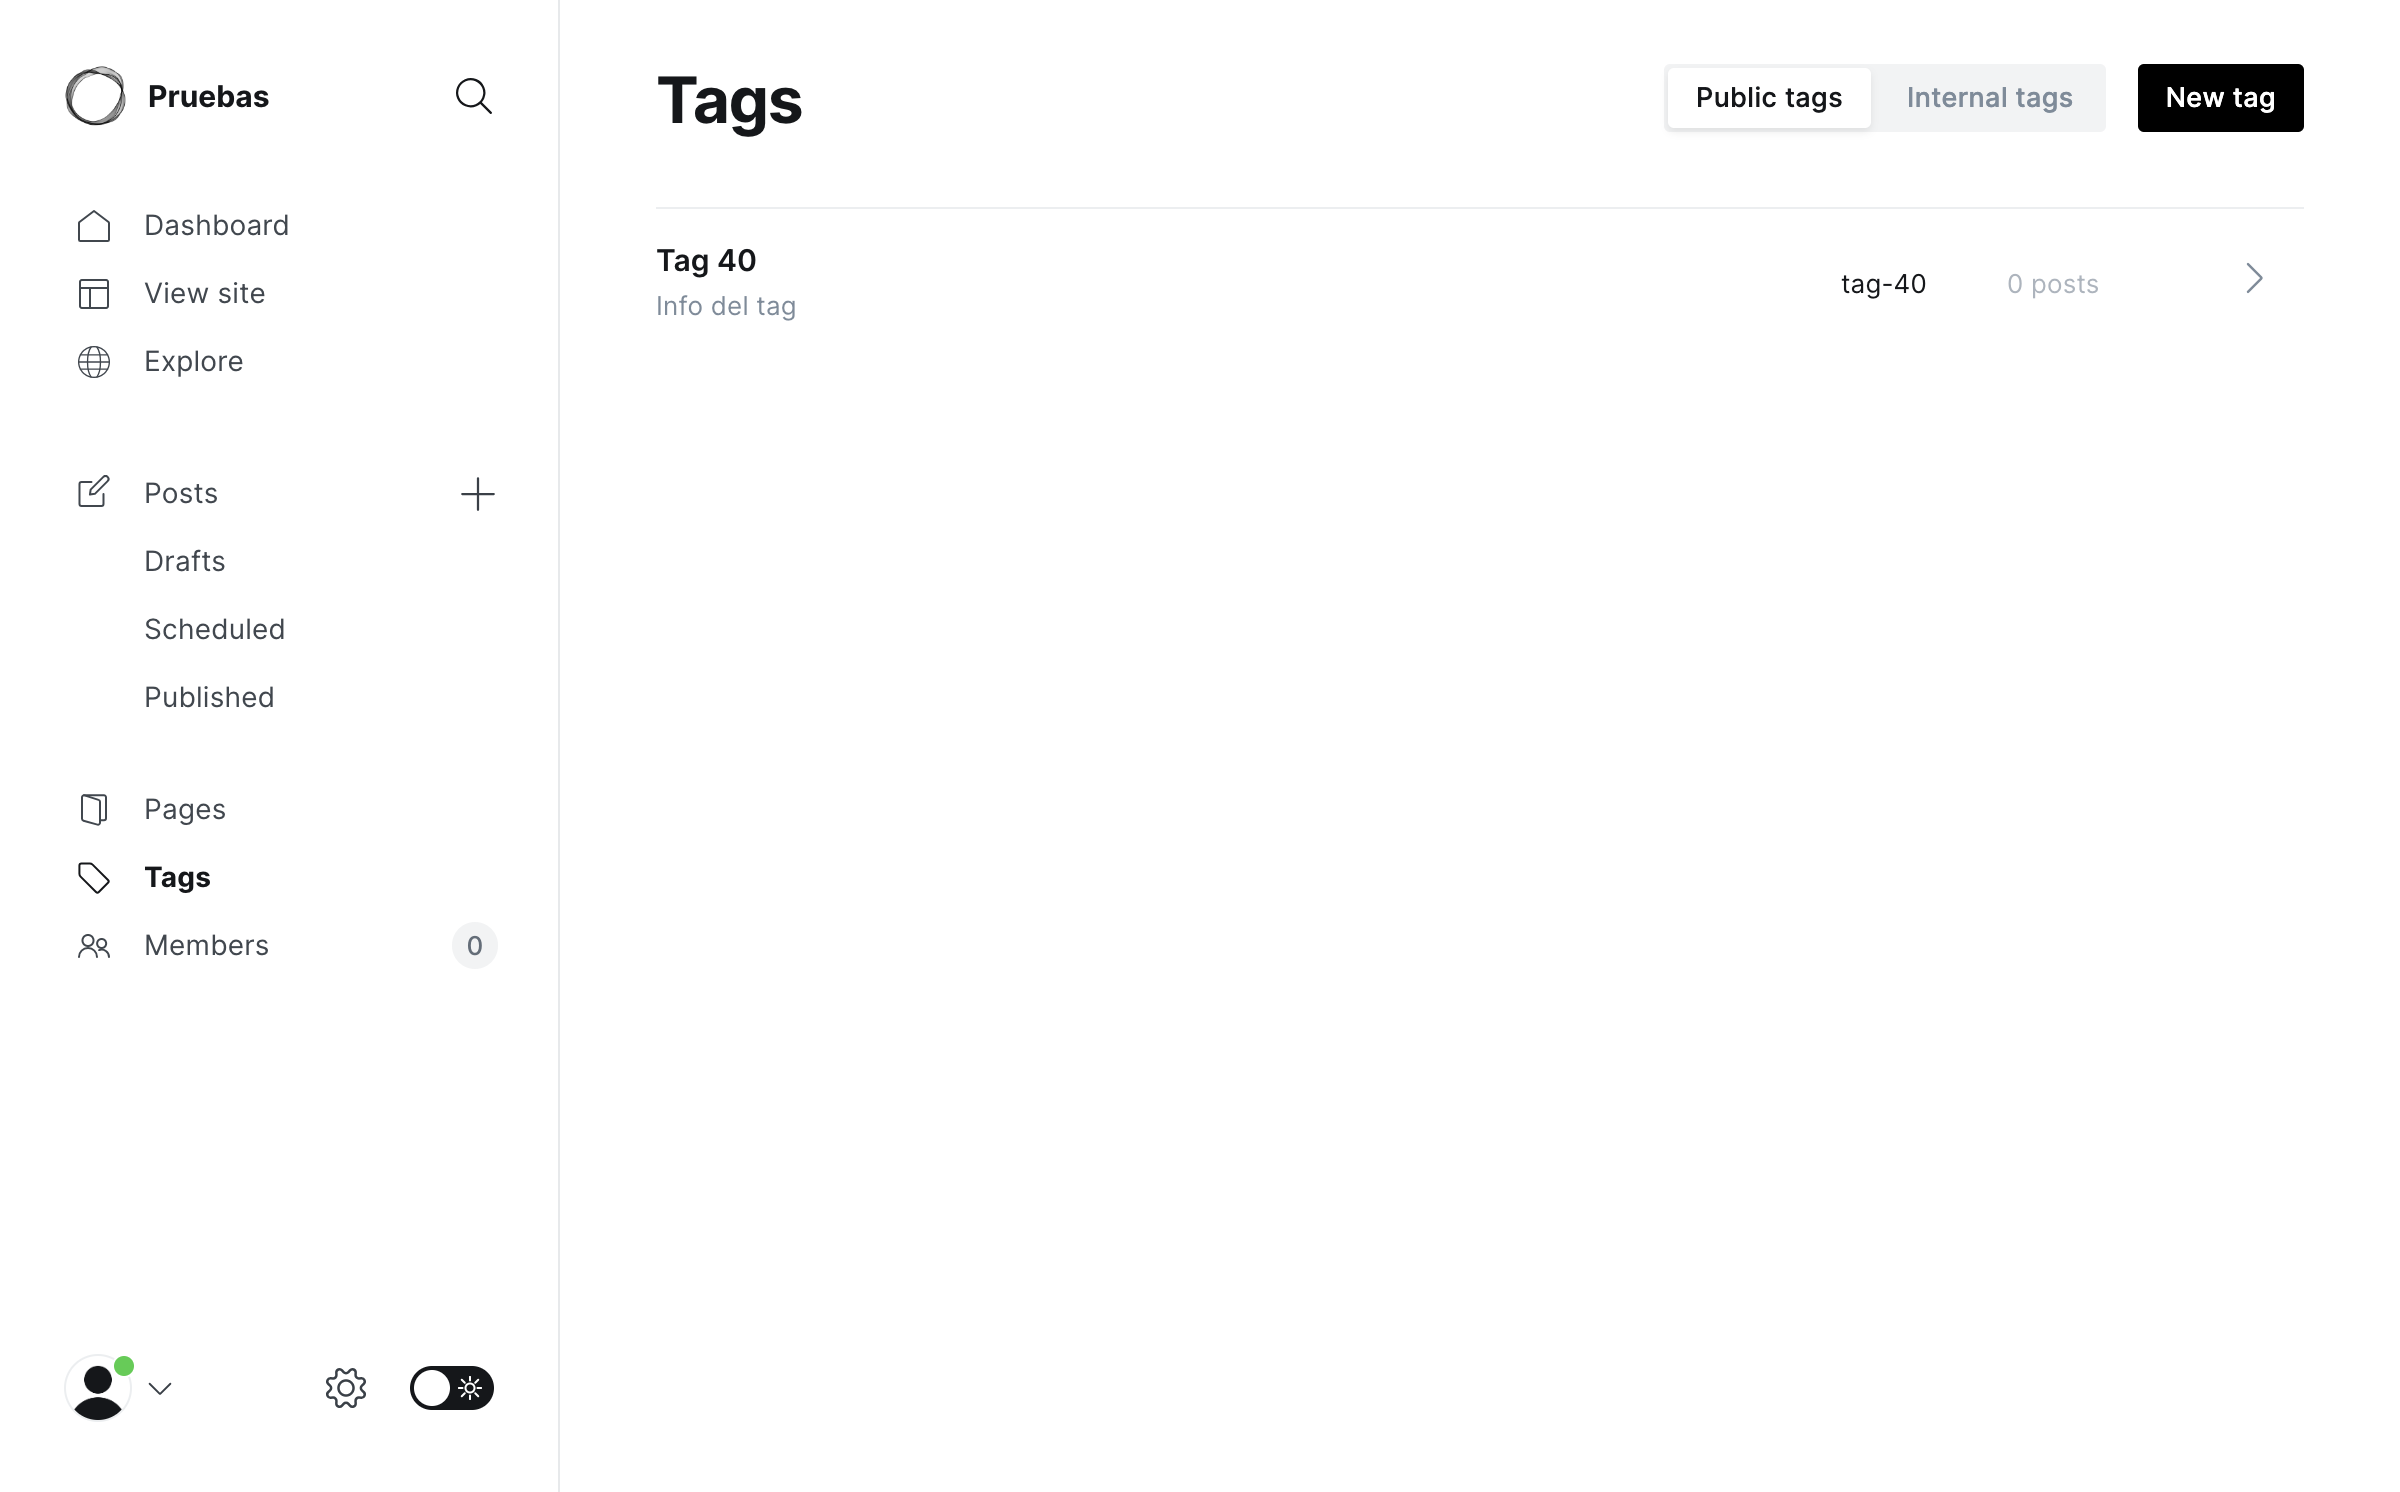 Pruebas
Dashboard
View site
Explore
Posts
Drafts
Scheduled
Published
Pages
Tags
Members 0
Tags
Public tags Internal tags New tag
Tag 40
Info del tag
tag-40 0 posts